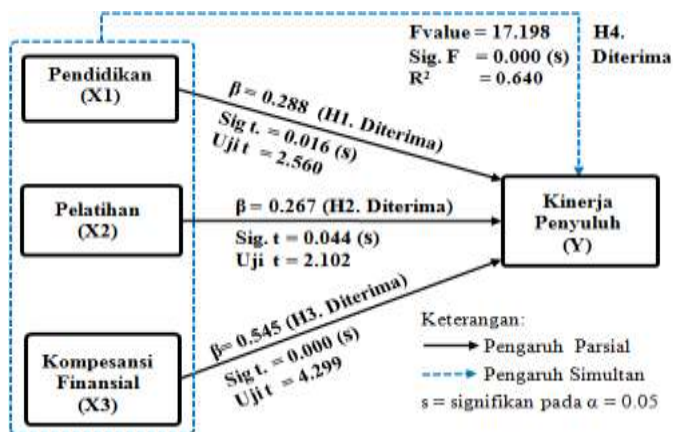 Fvalue = 17.198 H4.
Sig. F = 0.000 (s) Diterima
R² = 0.640
Pendidikan
(X1)
β = 0.288 (H1. Diterima)
Sig t. = 0.016 (s)
Uji t = 2.560
Pelatihan
(X2)
β = 0.267 (H2. Diterima)
Sig. t = 0.044 (s)
Uji t = 2.102
Kinerja
Penyuluh
(Y)
β= 0.545 (H3. Diterima)
Sig t. = 0.000 (s)
Uji t = 4.299
Kompesansi
Finansial
(X3)
Keterangan:
Pengaruh Parsial
Pengaruh Simultan
s = signifikan pada α = 0.05